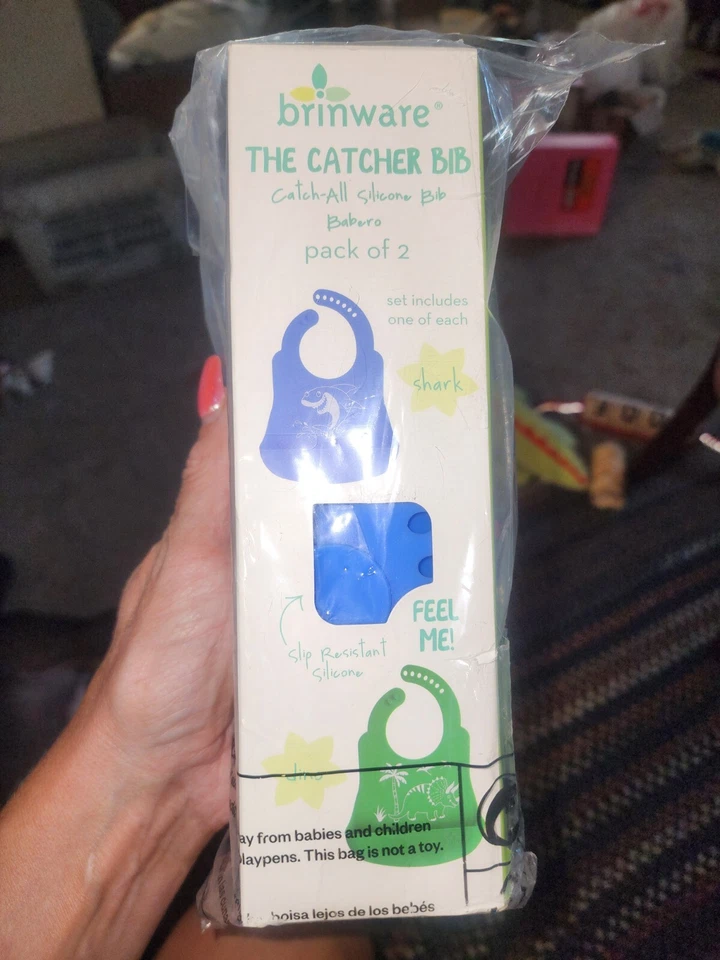 brinware®
THE CATCHER BIB
Catch-All Silicone Bib
Babero
pack of 2
set includes
one of each
shark
FEEL
ME!
Slip Resistant
Silicone
dino
ay from babies and children
playpens. This bag is not a toy.
bolsa lejos de los bebés